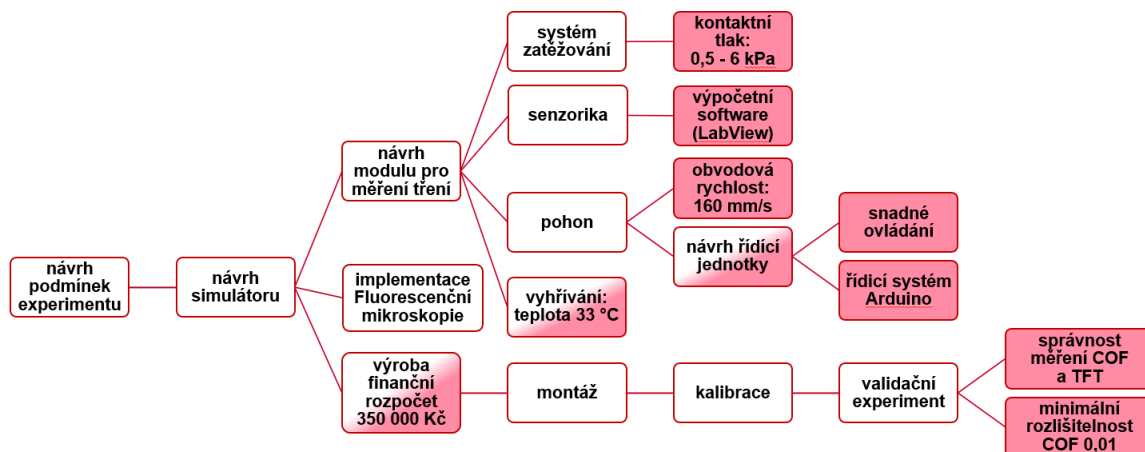 návrh
podmínek
experimentu
návrh
simulátoru
návrh
modulu pro
měření tření
implementace
Fluorescenční
mikroskopie
výroba
finanční
rozpočet
350 000 Kč
systém
zatěžování
senzorika
pohon
vyhřívání:
teplota 33 °C
montáž
kontaktní
tlak:
0,5 - 6 kPa
výpočetní
software
(LabView)
obvodová
rychlost:
160 mm/s
návrh řídící
jednotky
kalibrace
snadné
ovládání
řídicí systém
Arduino
validační
experiment
správnost
měření COF
a TFT
minimální
rozlišitelnost
COF 0,01